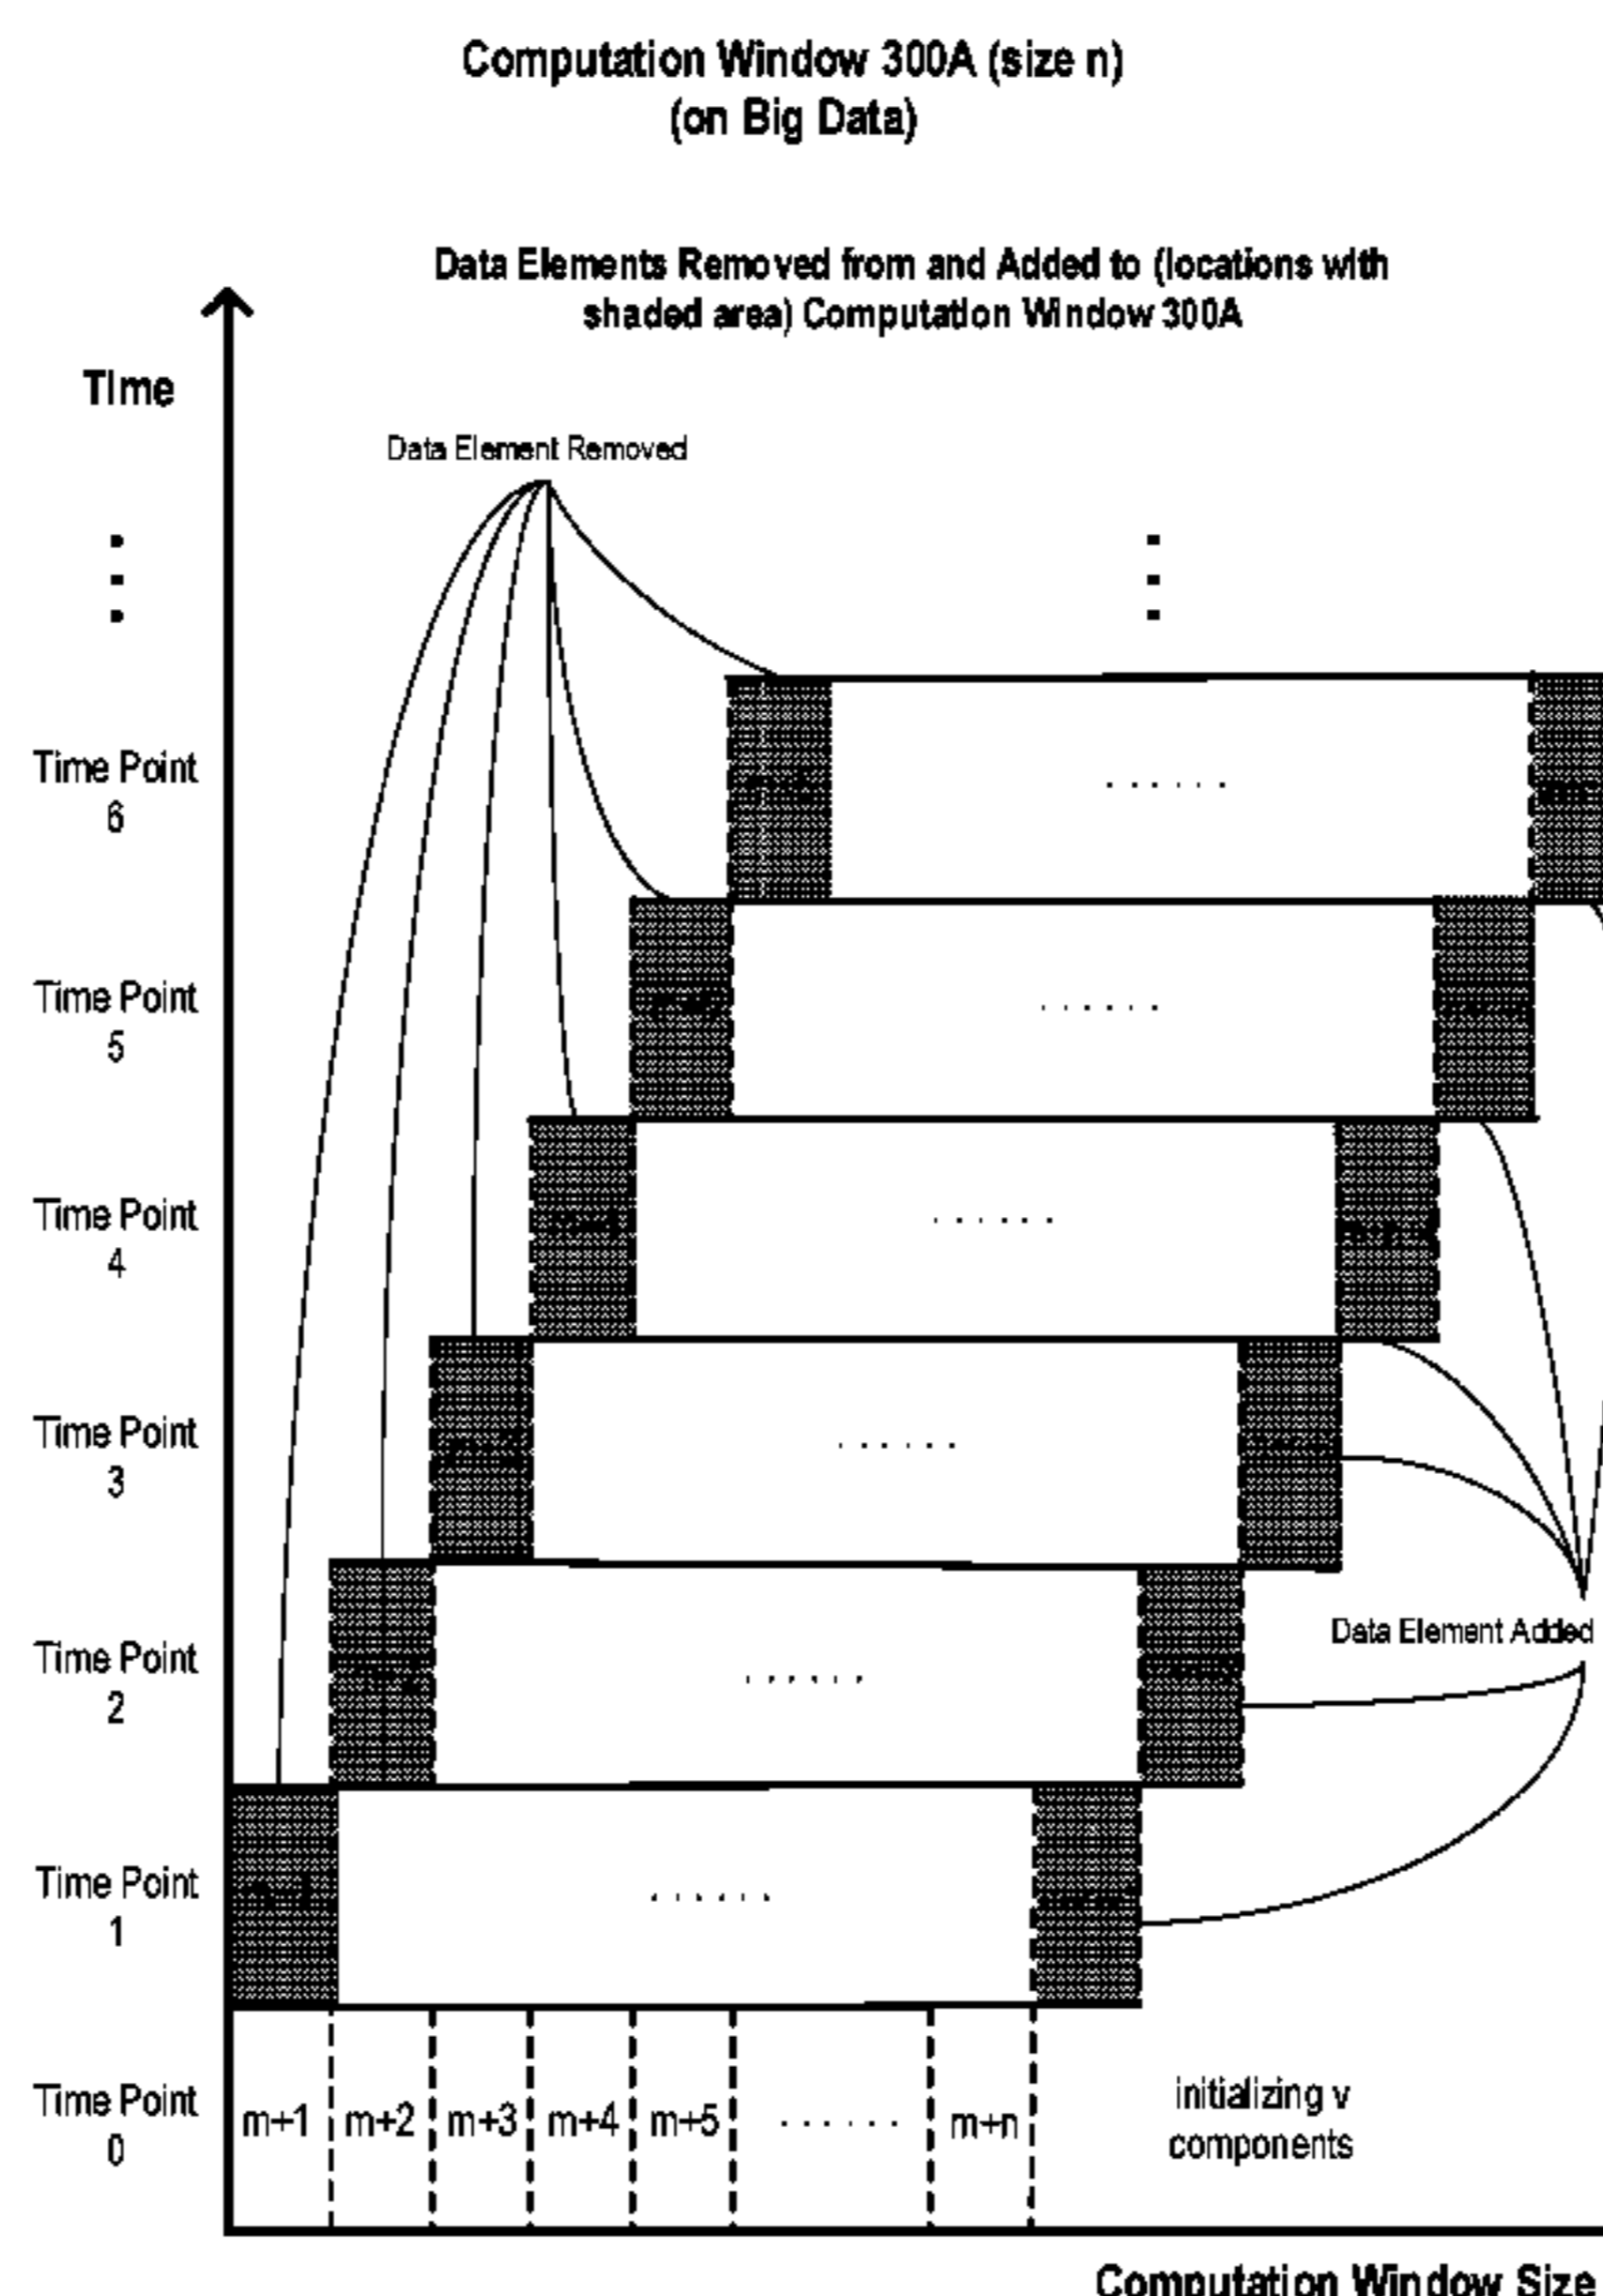 Computation Window 300A (size n)
(on Big Data)
Data Elements Removed from and Added to (locations with
shaded area) Computation Window 300A
Time
Data Element Removed
Time Point
6
Time Point
5
Time Point
4
Time Point
3
Data Element Added
Time Point
2
Time Point
1
Time Point
0
m+1 m+2 m+3 m+4 m+5 ...... m+n
initializing v
components
Computation Window Size